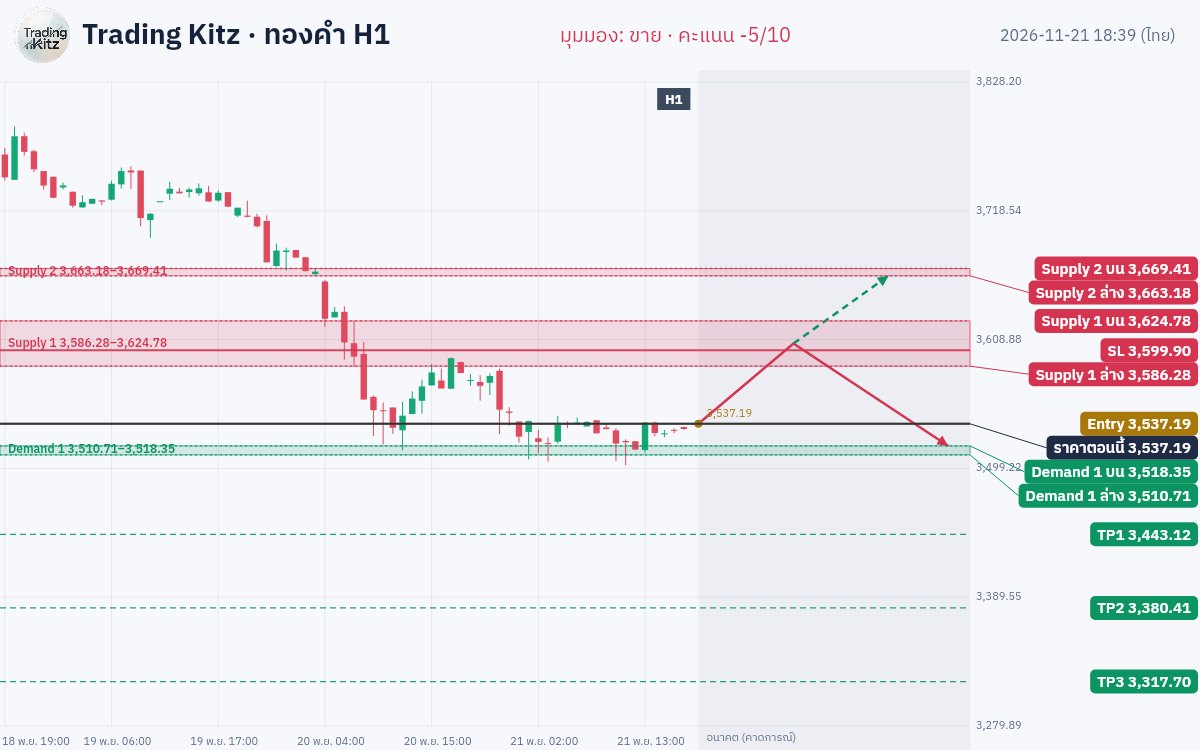 Trading Kitz
Trading Kitz · ทองคำ H1
มุมมอง: ขาย · คะแนน -5/10
2026-11-21 18:39 (ไทย)
H1
3,828.20
3,718.54
3,608.88
3,499.22
3,389.55
3,279.89
Supply 2 3,663.18–3,669.41
Supply 1 3,586.28–3,624.78
Demand 1 3,510.71–3,518.35
3,537.19
Supply 2 บน 3,669.41
Supply 2 ล่าง 3,663.18
Supply 1 บน 3,624.78
SL 3,599.90
Supply 1 ล่าง 3,586.28
Entry 3,537.19
ราคาตอนนี้ 3,537.19
Demand 1 บน 3,518.35
Demand 1 ล่าง 3,510.71
TP1 3,443.12
TP2 3,380.41
TP3 3,317.70
18 พ.ย. 19:00
19 พ.ย. 06:00
19 พ.ย. 17:00
20 พ.ย. 04:00
20 พ.ย. 15:00
21 พ.ย. 02:00
21 พ.ย. 13:00
อนาคต (คาดการณ์)